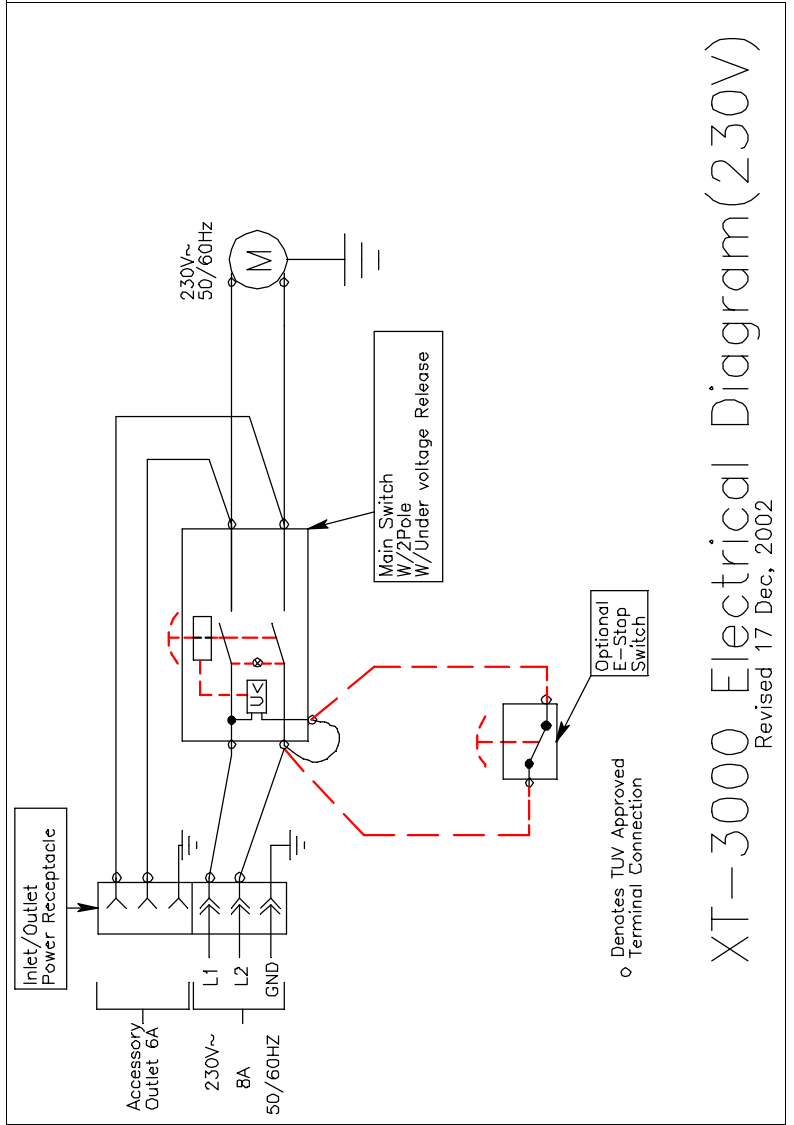 Inlet/Outlet
Power Receptacle
Accessory
Outlet 6A
230V~
8A
50/60HZ
L1
L2
GND
U<
230V~
50/60Hz
M
Main Switch
W/2Pole
W/Under voltage Release
Optional
E-Stop
Switch
Denotes TUV Approved
Terminal Connection
XT-3000 Electrical Diagram(230V)
Revised 17 Dec, 2002